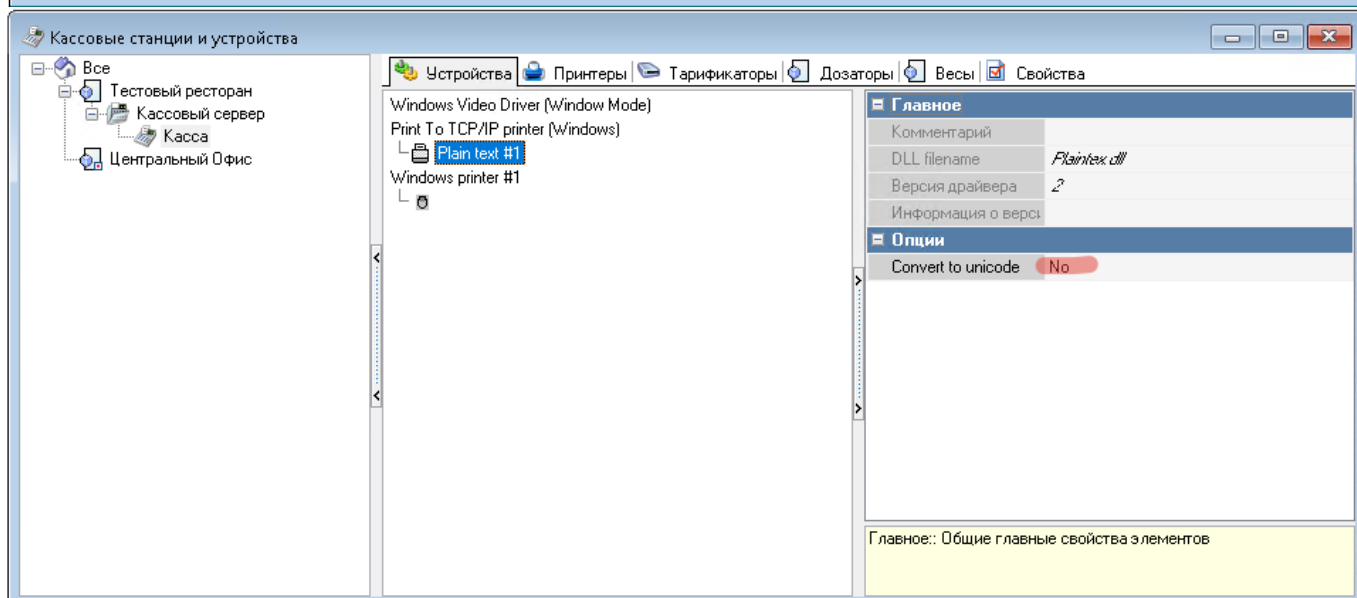 Кассовые станции и устройства
Все
Тестовый ресторан
Кассовый сервер
Касса
Центральный Офис
Устройства Принтеры Тарификаторы Дозаторы Весы Свойства
Windows Video Driver (Window Mode)
Print To TCP/IP printer (Windows)
Plain text #1
Windows printer #1
Главное
Комментарий
DLL filename Plaintex.dll
Версия драйвера 2
Информация о верси
Опции
Convert to unicode No
Главное:: Общие главные свойства элементов